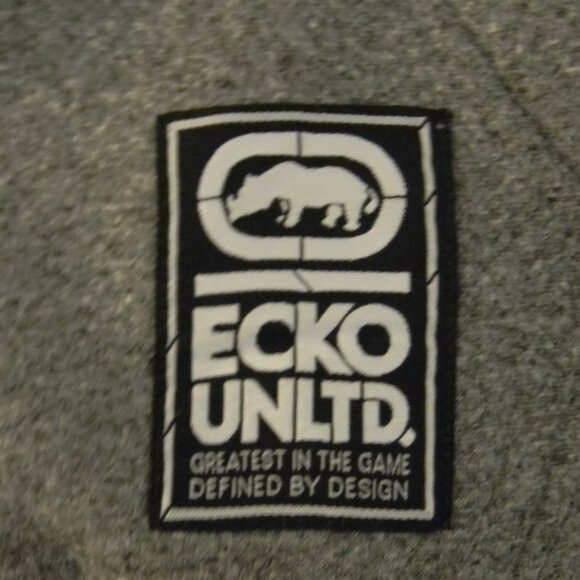 ECKO
UNLTD.
GREATEST IN THE GAME
DEFINED BY DESIGN